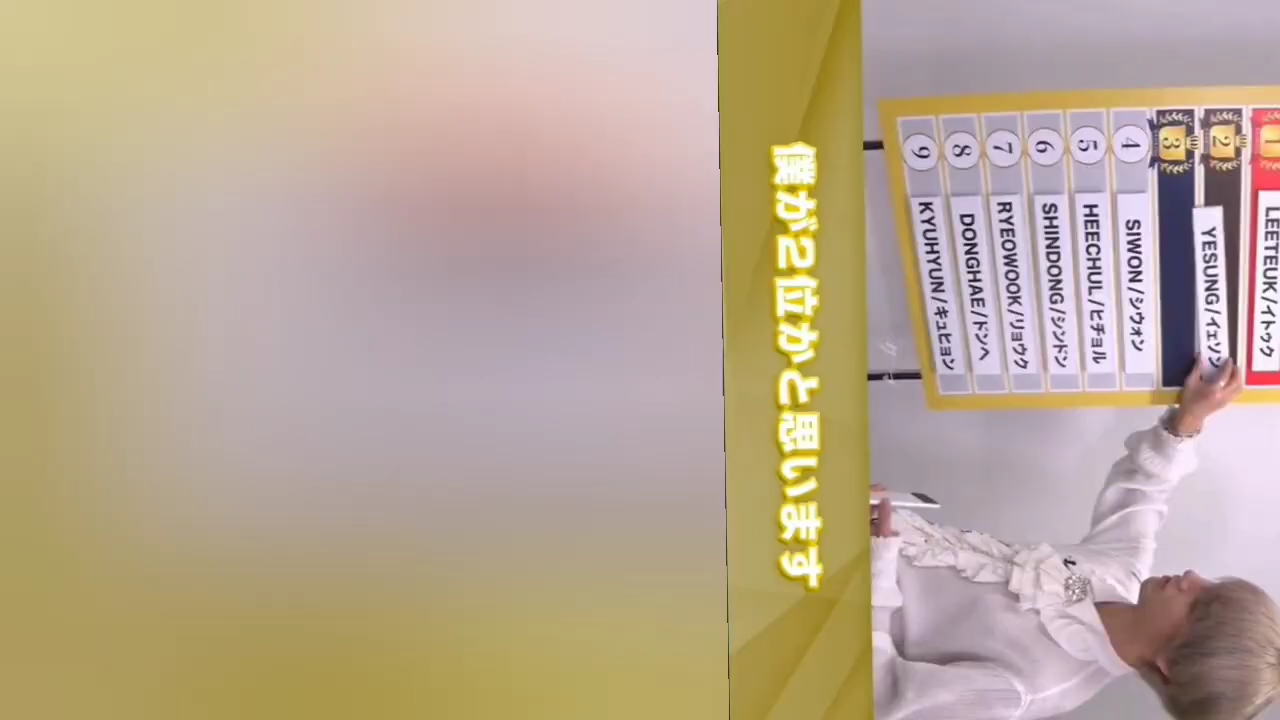 1 LEETEUK/イトゥク
2 YESUNG/イェソン
3
4 SIWON/シウォン
5 HEECHUL/ヒチョル
6 SHINDONG/シンドン
7 RYEOWOOK/リョウク
8 DONGHAE/ドンヘ
9 KYUHYUN/キュヒョン
僕が2位かと思います